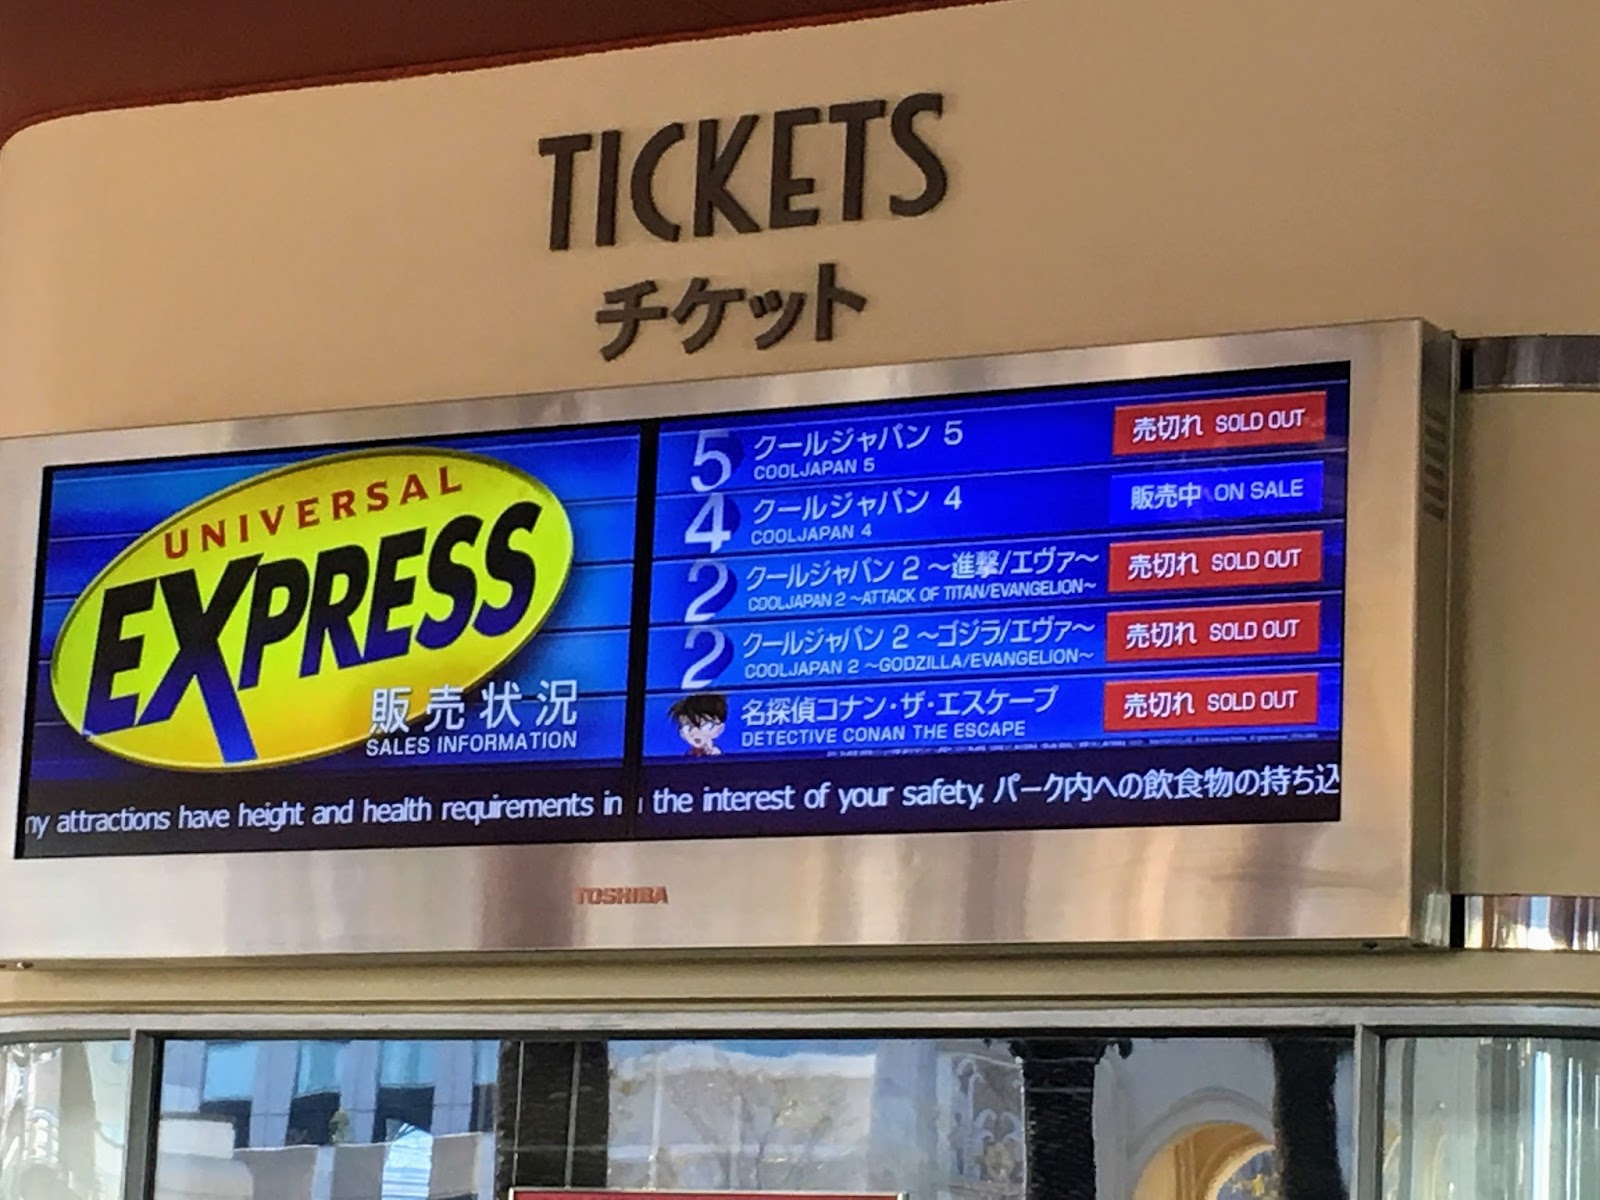 TICKETS
チケット
UNIVERSAL
EXPRESS
販売状況
SALES INFORMATION
5 クールジャパン 5 売切れ SOLD OUT
COOLJAPAN 5
4 クールジャパン 4 販売中 ON SALE
COOLJAPAN 4
2 クールジャパン 2 ～進撃/エヴァ～ 売切れ SOLD OUT
COOLJAPAN 2 ~ATTACK OF TITAN/EVANGELION~
2 クールジャパン 2 ～ゴジラ/エヴァ～ 売切れ SOLD OUT
COOLJAPAN 2 ~GODZILLA/EVANGELION~
名探偵コナン・ザ・エスケープ 売切れ SOLD OUT
DETECTIVE CONAN THE ESCAPE
ny attractions have height and health requirements in the interest of your safety. パーク内への飲食物の持ち込
TOSHIBA